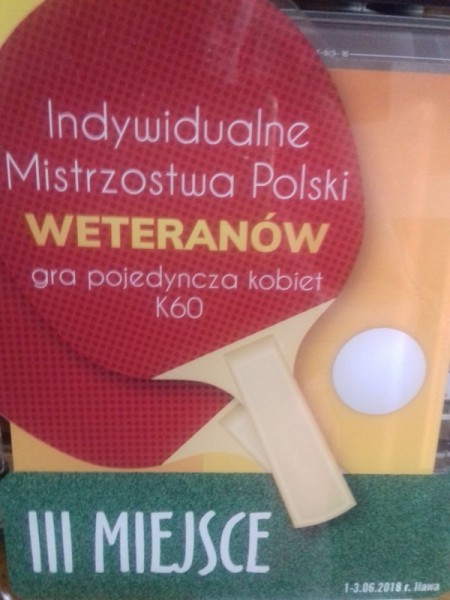 Indywidualne
Mistrzostwa Polski
WETERANÓW
gra pojedyncza kobiet
K60
III MIEJSCE
1-3.06.2018 r. Iława